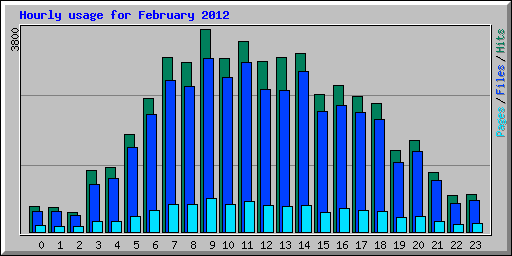 Hourly usage for February 2012
3800
Pages / Files / Hits
0 1 2 3 4 5 6 7 8 9 10 11 12 13 14 15 16 17 18 19 20 21 22 23